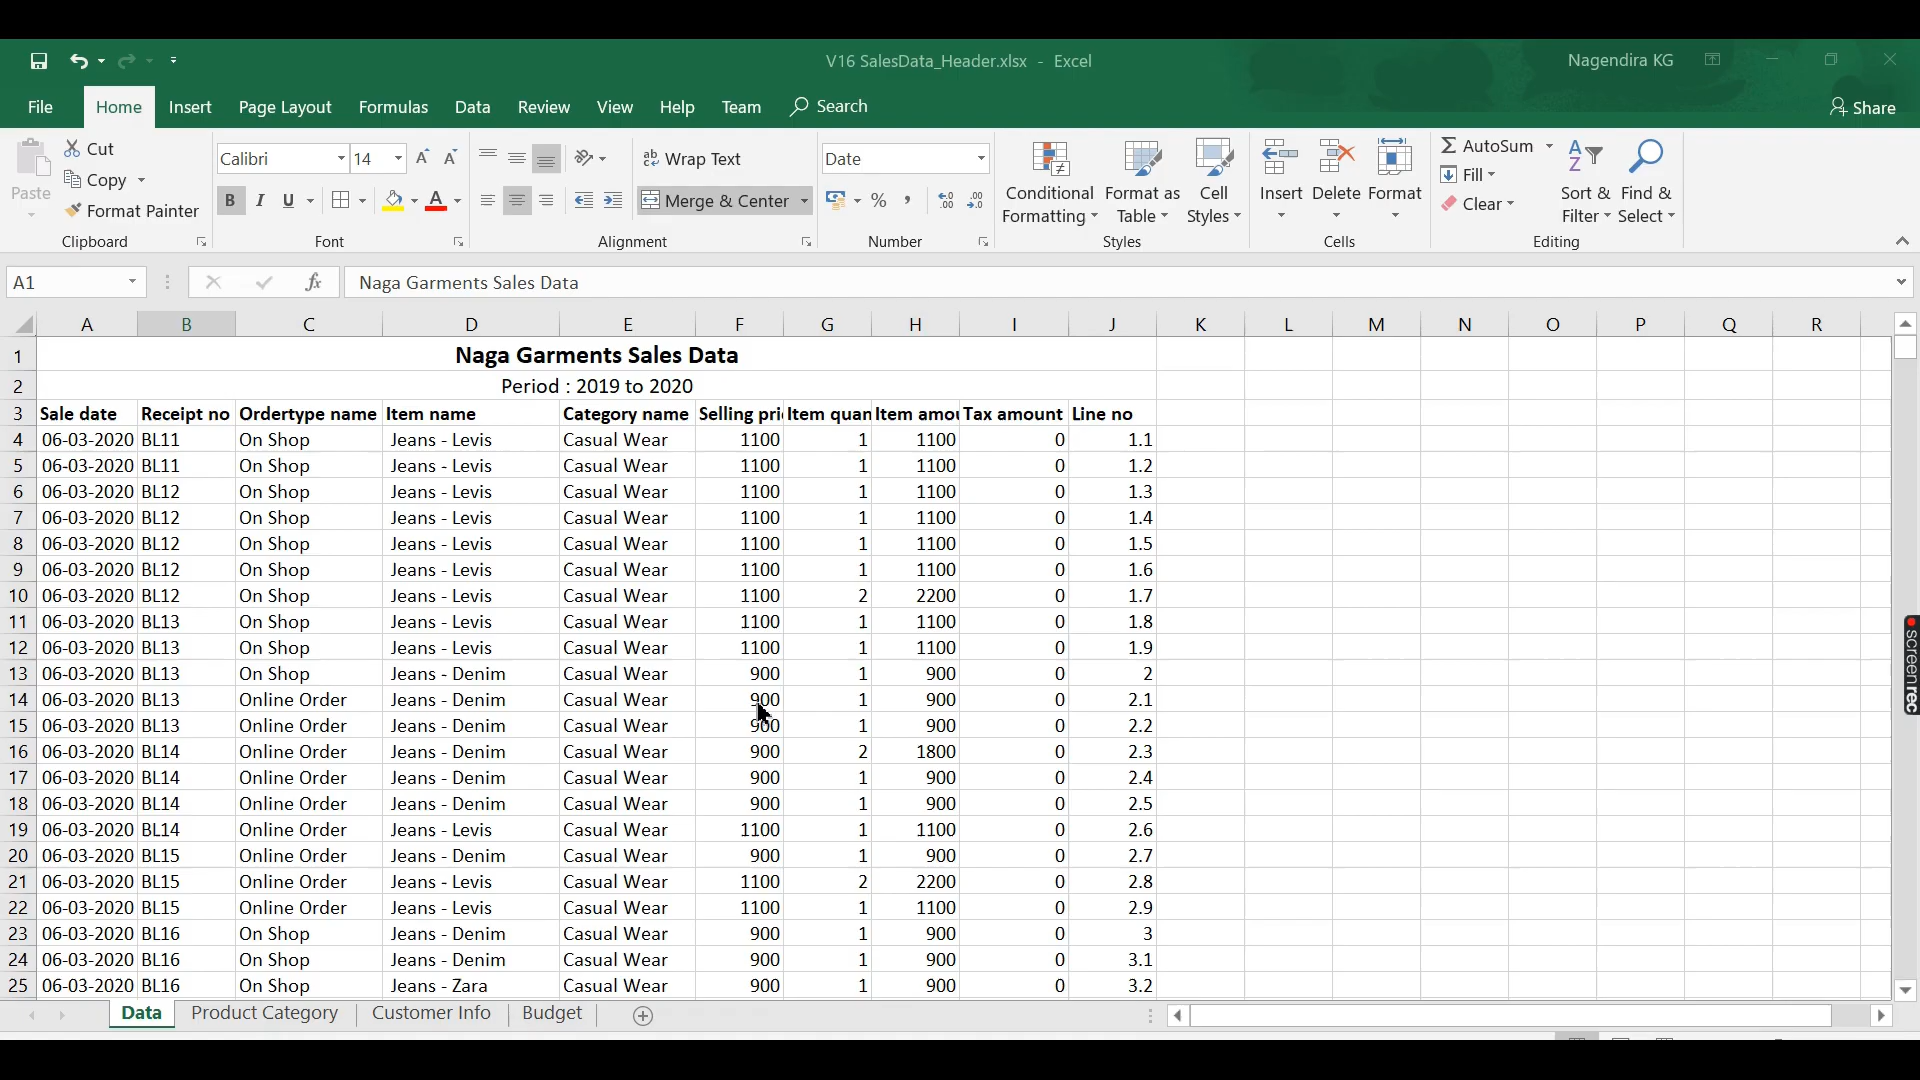 V16 SalesData_Header.xlsx - Excel
Nagendira KG
File Home Insert Page Layout Formulas Data Review View Help Team Search Share
Paste
Cut
Copy
Format Painter
Clipboard
Calibri 14
B I U
Font
Wrap Text
Merge & Center
Alignment
Date
Number
Conditional Formatting
Format as Table
Cell Styles
Styles
Insert Delete Format
Cells
AutoSum
Fill
Clear
Sort & Filter
Find & Select
Editing
A1 fx Naga Garments Sales Data
A B C D E F G H I J K L M N O P Q R
1 Naga Garments Sales Data
2 Period : 2019 to 2020
3 Sale date Receipt no Ordertype name Item name Category name Selling pri Item quan Item amou Tax amount Line no
4 06-03-2020 BL11 On Shop Jeans - Levis Casual Wear 1100 1 1100 0 1.1
5 06-03-2020 BL11 On Shop Jeans - Levis Casual Wear 1100 1 1100 0 1.2
6 06-03-2020 BL12 On Shop Jeans - Levis Casual Wear 1100 1 1100 0 1.3
7 06-03-2020 BL12 On Shop Jeans - Levis Casual Wear 1100 1 1100 0 1.4
8 06-03-2020 BL12 On Shop Jeans - Levis Casual Wear 1100 1 1100 0 1.5
9 06-03-2020 BL12 On Shop Jeans - Levis Casual Wear 1100 1 1100 0 1.6
10 06-03-2020 BL12 On Shop Jeans - Levis Casual Wear 1100 2 2200 0 1.7
11 06-03-2020 BL13 On Shop Jeans - Levis Casual Wear 1100 1 1100 0 1.8
12 06-03-2020 BL13 On Shop Jeans - Levis Casual Wear 1100 1 1100 0 1.9
13 06-03-2020 BL13 On Shop Jeans - Denim Casual Wear 900 1 900 0 2
14 06-03-2020 BL13 Online Order Jeans - Denim Casual Wear 900 1 900 0 2.1
15 06-03-2020 BL13 Online Order Jeans - Denim Casual Wear 900 1 900 0 2.2
16 06-03-2020 BL14 Online Order Jeans - Denim Casual Wear 900 2 1800 0 2.3
17 06-03-2020 BL14 Online Order Jeans - Denim Casual Wear 900 1 900 0 2.4
18 06-03-2020 BL14 Online Order Jeans - Denim Casual Wear 900 1 900 0 2.5
19 06-03-2020 BL14 Online Order Jeans - Levis Casual Wear 1100 1 1100 0 2.6
20 06-03-2020 BL15 Online Order Jeans - Denim Casual Wear 900 1 900 0 2.7
21 06-03-2020 BL15 Online Order Jeans - Levis Casual Wear 1100 2 2200 0 2.8
22 06-03-2020 BL15 Online Order Jeans - Levis Casual Wear 1100 1 1100 0 2.9
23 06-03-2020 BL16 On Shop Jeans - Denim Casual Wear 900 1 900 0 3
24 06-03-2020 BL16 On Shop Jeans - Denim Casual Wear 900 1 900 0 3.1
25 06-03-2020 BL16 On Shop Jeans - Zara Casual Wear 900 1 900 0 3.2
Data Product Category Customer Info Budget
screenrec